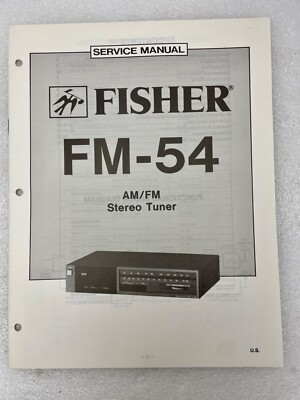 SERVICE MANUAL
FISHER®
FM-54
AM/FM
Stereo Tuner
U.S.